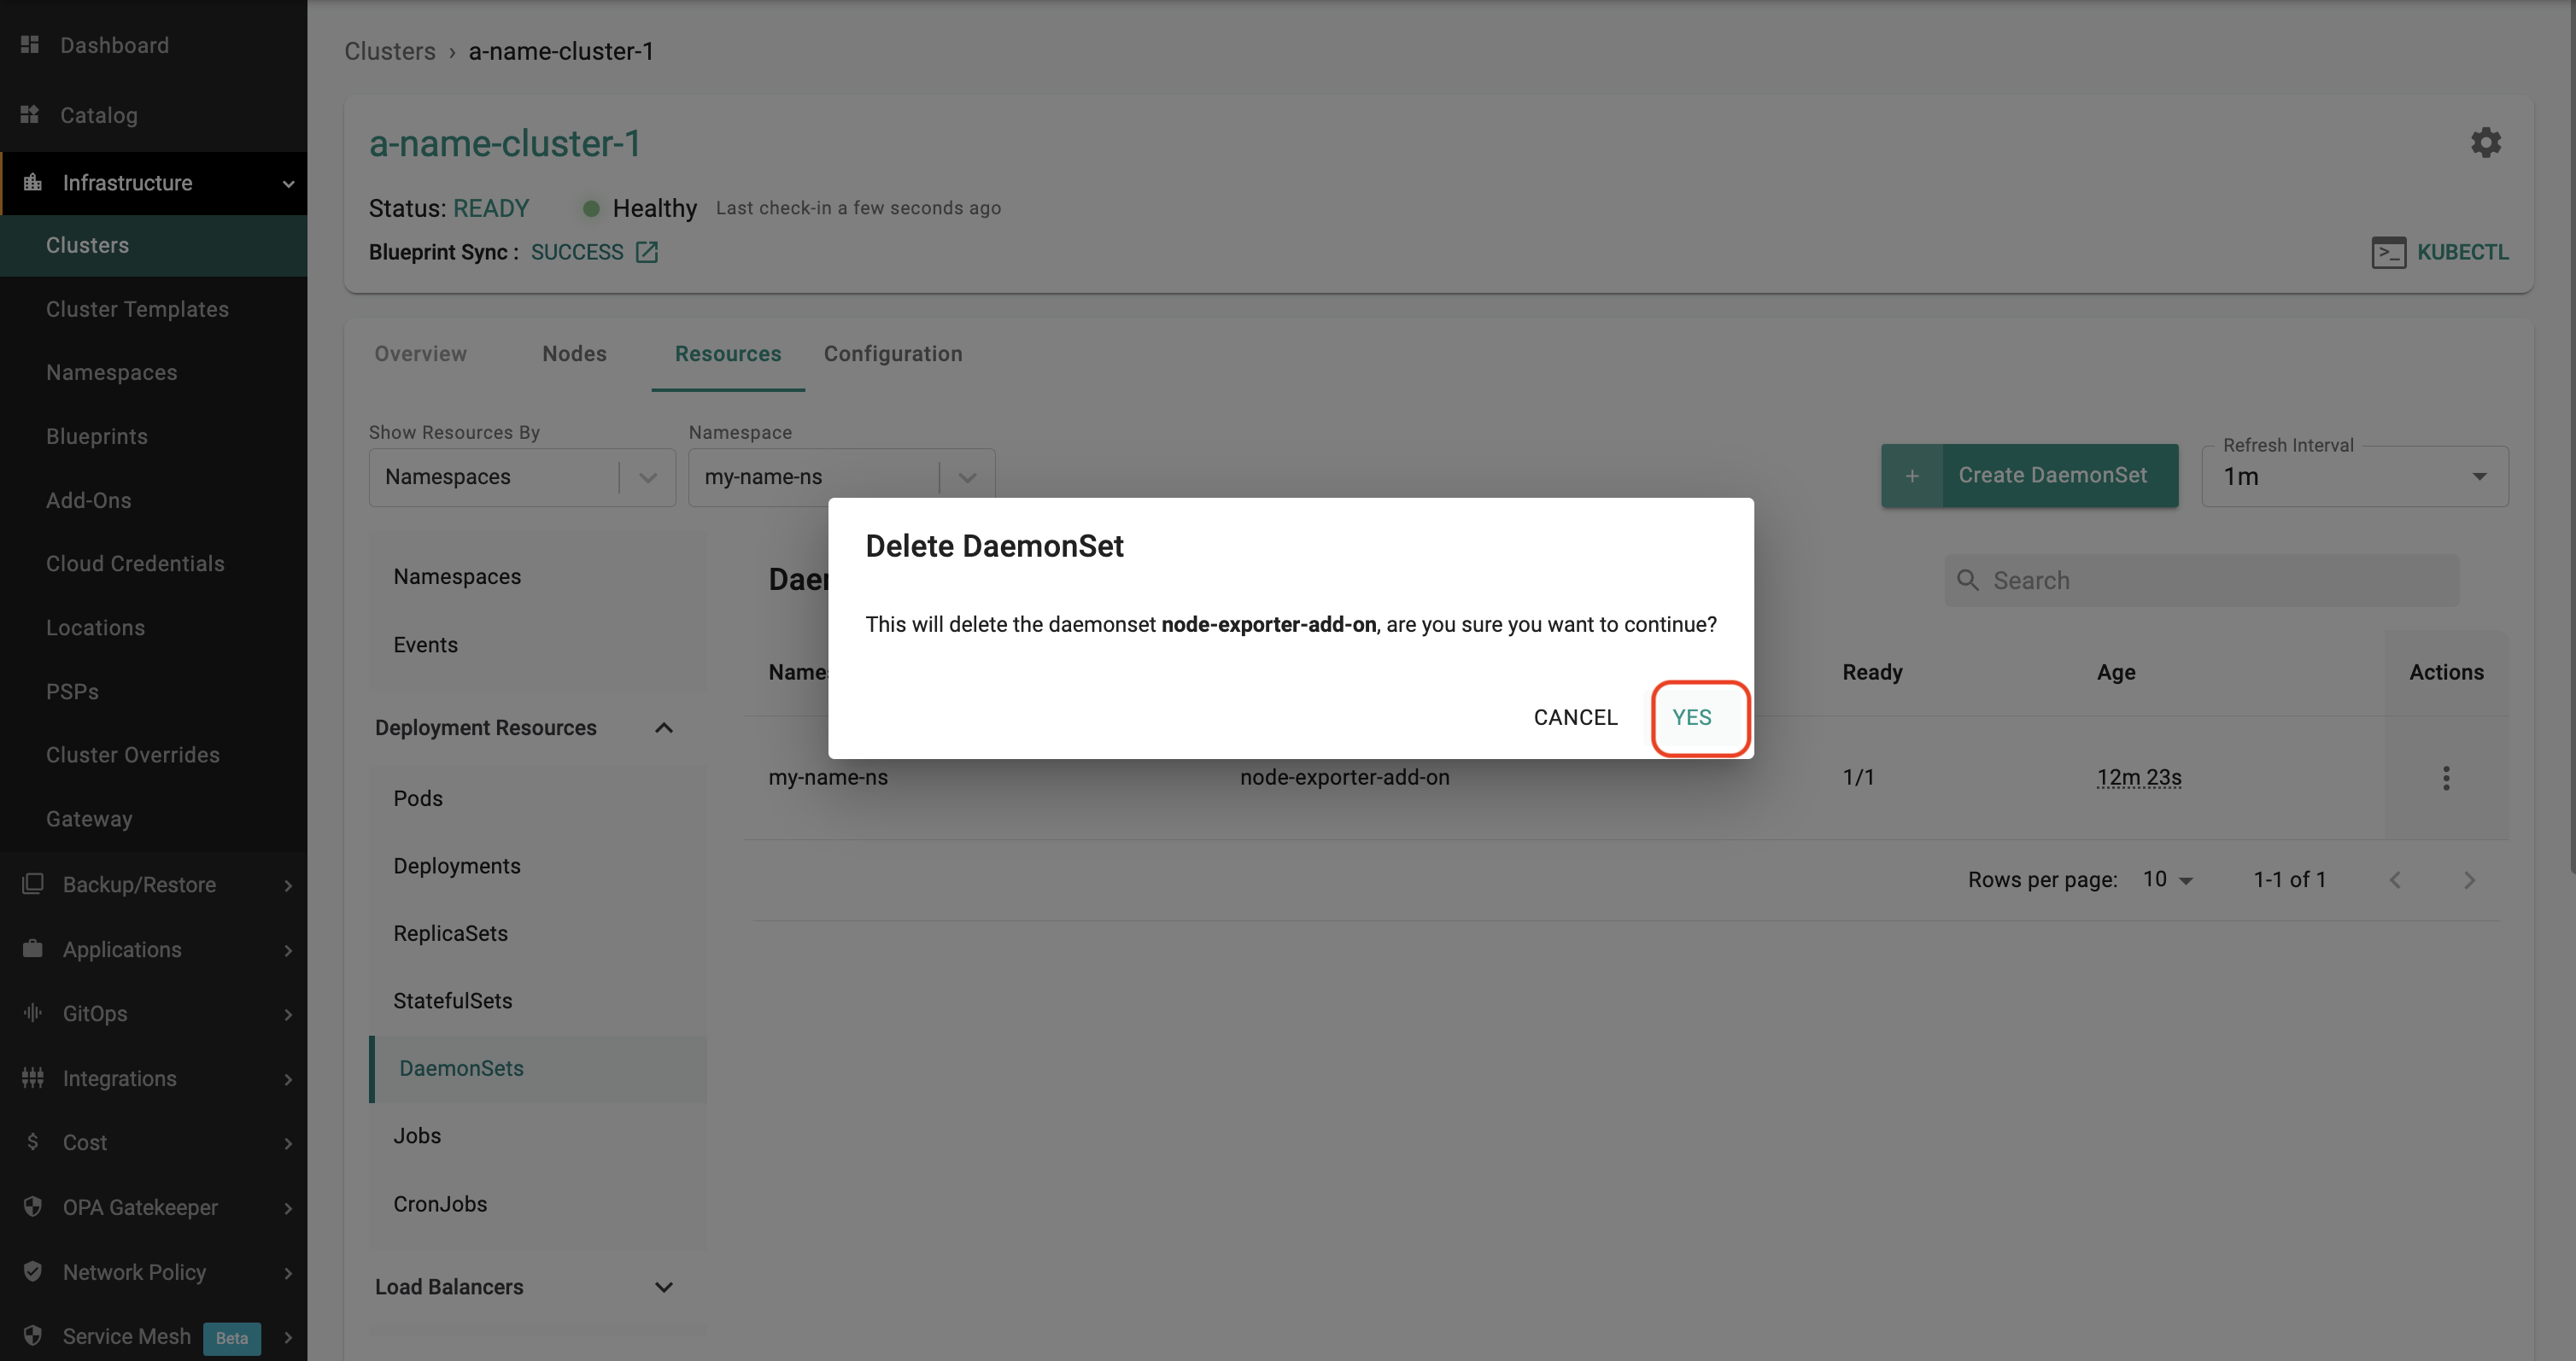 Dashboard
Catalog
Infrastructure
Clusters
Cluster Templates
Namespaces
Blueprints
Add-Ons
Cloud Credentials
Locations
PSPs
Cluster Overrides
Gateway
Backup/Restore
Applications
GitOps
Integrations
Cost
OPA Gatekeeper
Network Policy
Service Mesh Beta
Clusters › a-name-cluster-1
a-name-cluster-1
Status: READY Healthy Last check-in a few seconds ago
Blueprint Sync : SUCCESS
KUBECTL
Overview Nodes Resources Configuration
Show Resources By Namespace
Namespaces my-name-ns
+ Create DaemonSet
Refresh Interval
1m
Namespaces
Events
Deployment Resources
Pods
Deployments
ReplicaSets
StatefulSets
DaemonSets
Jobs
CronJobs
Load Balancers
Search
Ready Age Actions
my-name-ns node-exporter-add-on 1/1 12m 23s
Rows per page: 10 1-1 of 1
Delete DaemonSet
This will delete the daemonset node-exporter-add-on, are you sure you want to continue?
CANCEL YES